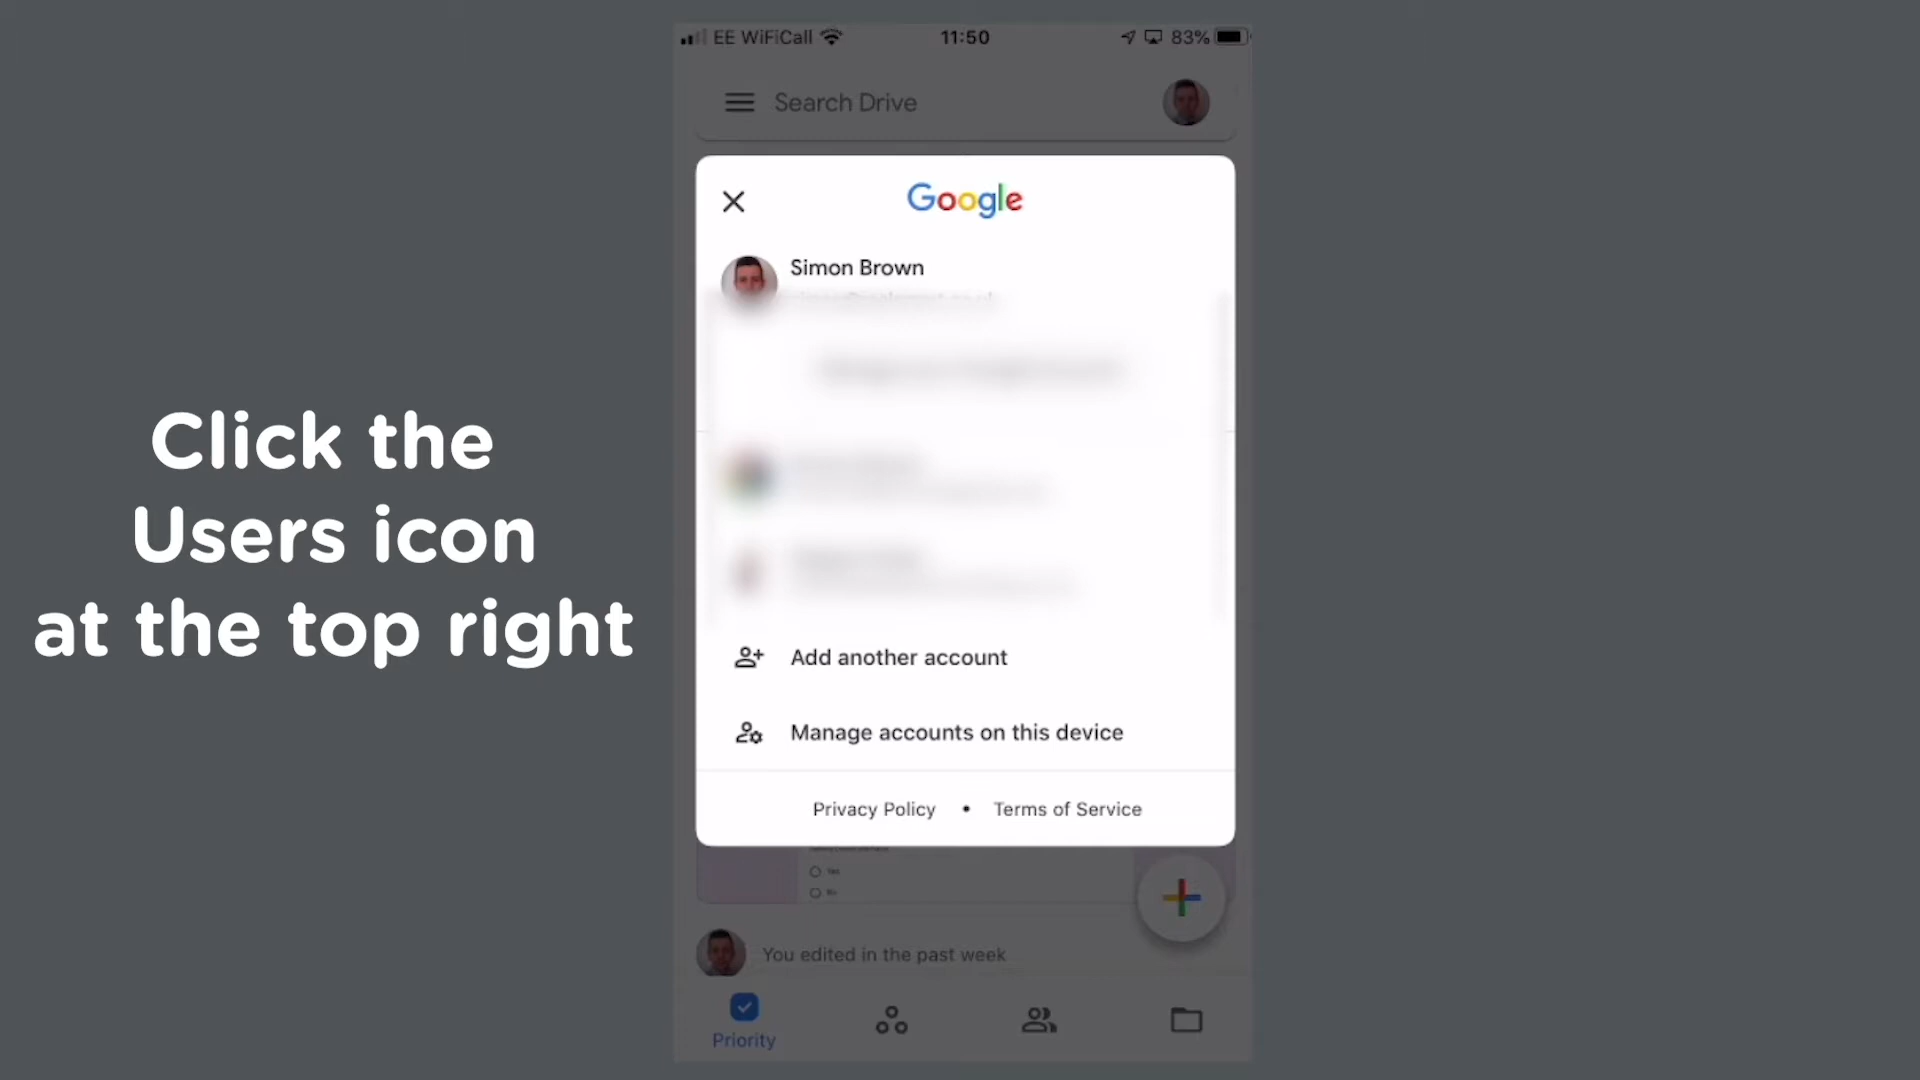 EE WiFiCall
11:50
83%
Search Drive
Google
Simon Brown
Click the
Users icon
at the top right
Add another account
Manage accounts on this device
Privacy Policy • Terms of Service
Yes
No
You edited in the past week
Priority